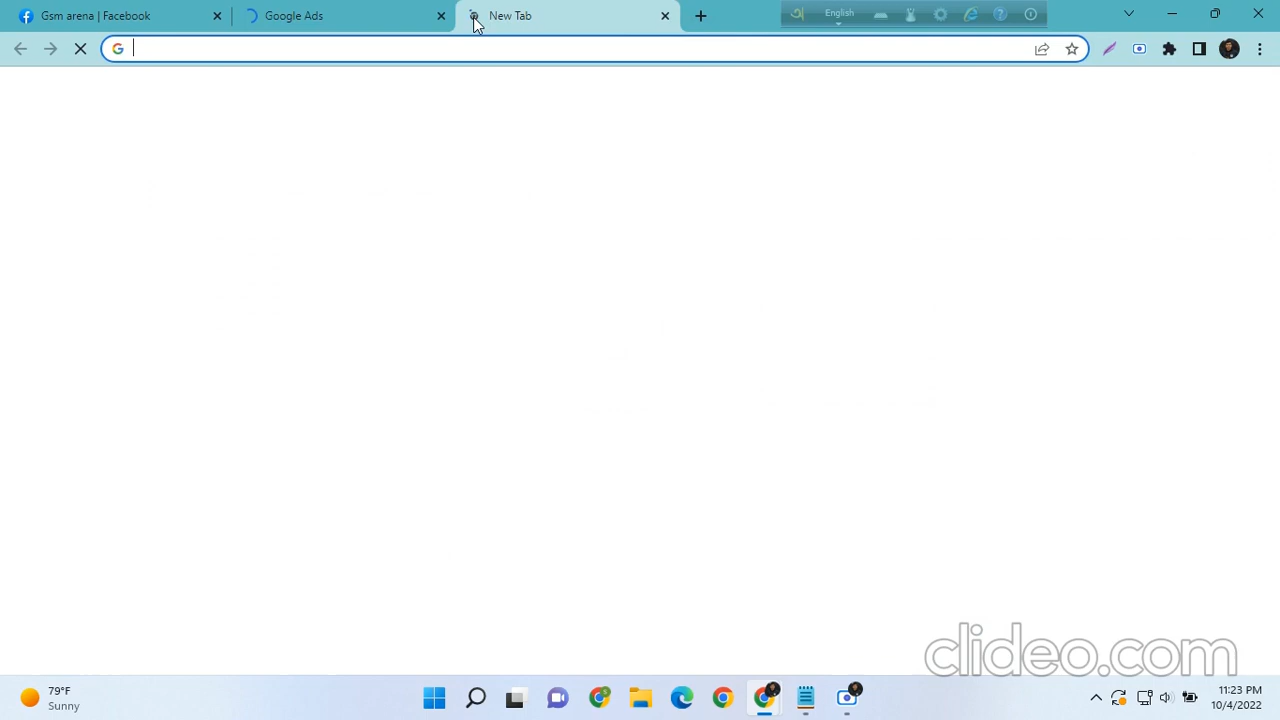 Gsm arena | Facebook
Google Ads
New Tab
অ English
clideo.com
79°F
Sunny
11:23 PM
10/4/2022